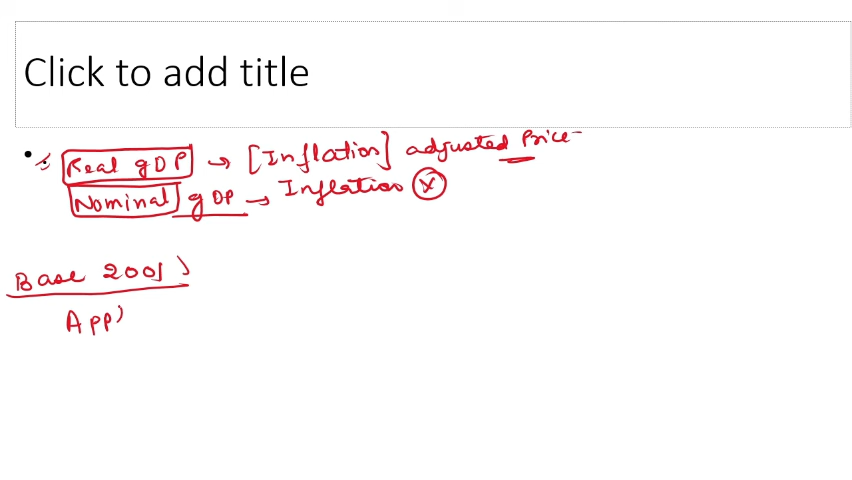 Click to add title
• Real gDP → [Inflation] adjusted Price
Nominal gDP → Inflation ⓧ
Base 2001
App